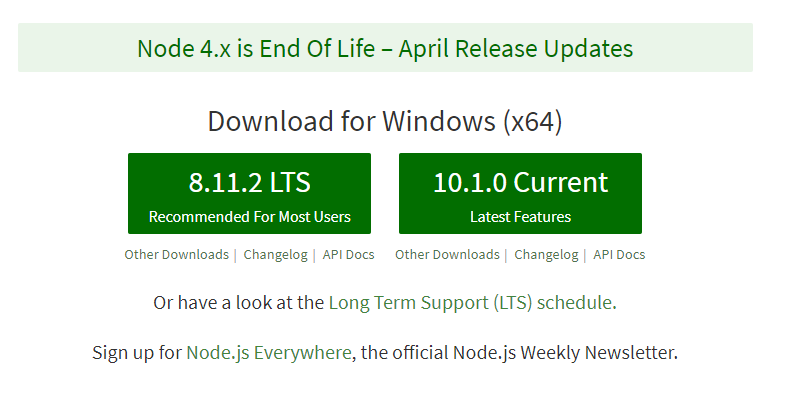 Node 4.x is End Of Life – April Release Updates
Download for Windows (x64)
8.11.2 LTS
Recommended For Most Users
10.1.0 Current
Latest Features
Other Downloads | Changelog | API Docs
Other Downloads | Changelog | API Docs
Or have a look at the Long Term Support (LTS) schedule.
Sign up for Node.js Everywhere, the official Node.js Weekly Newsletter.